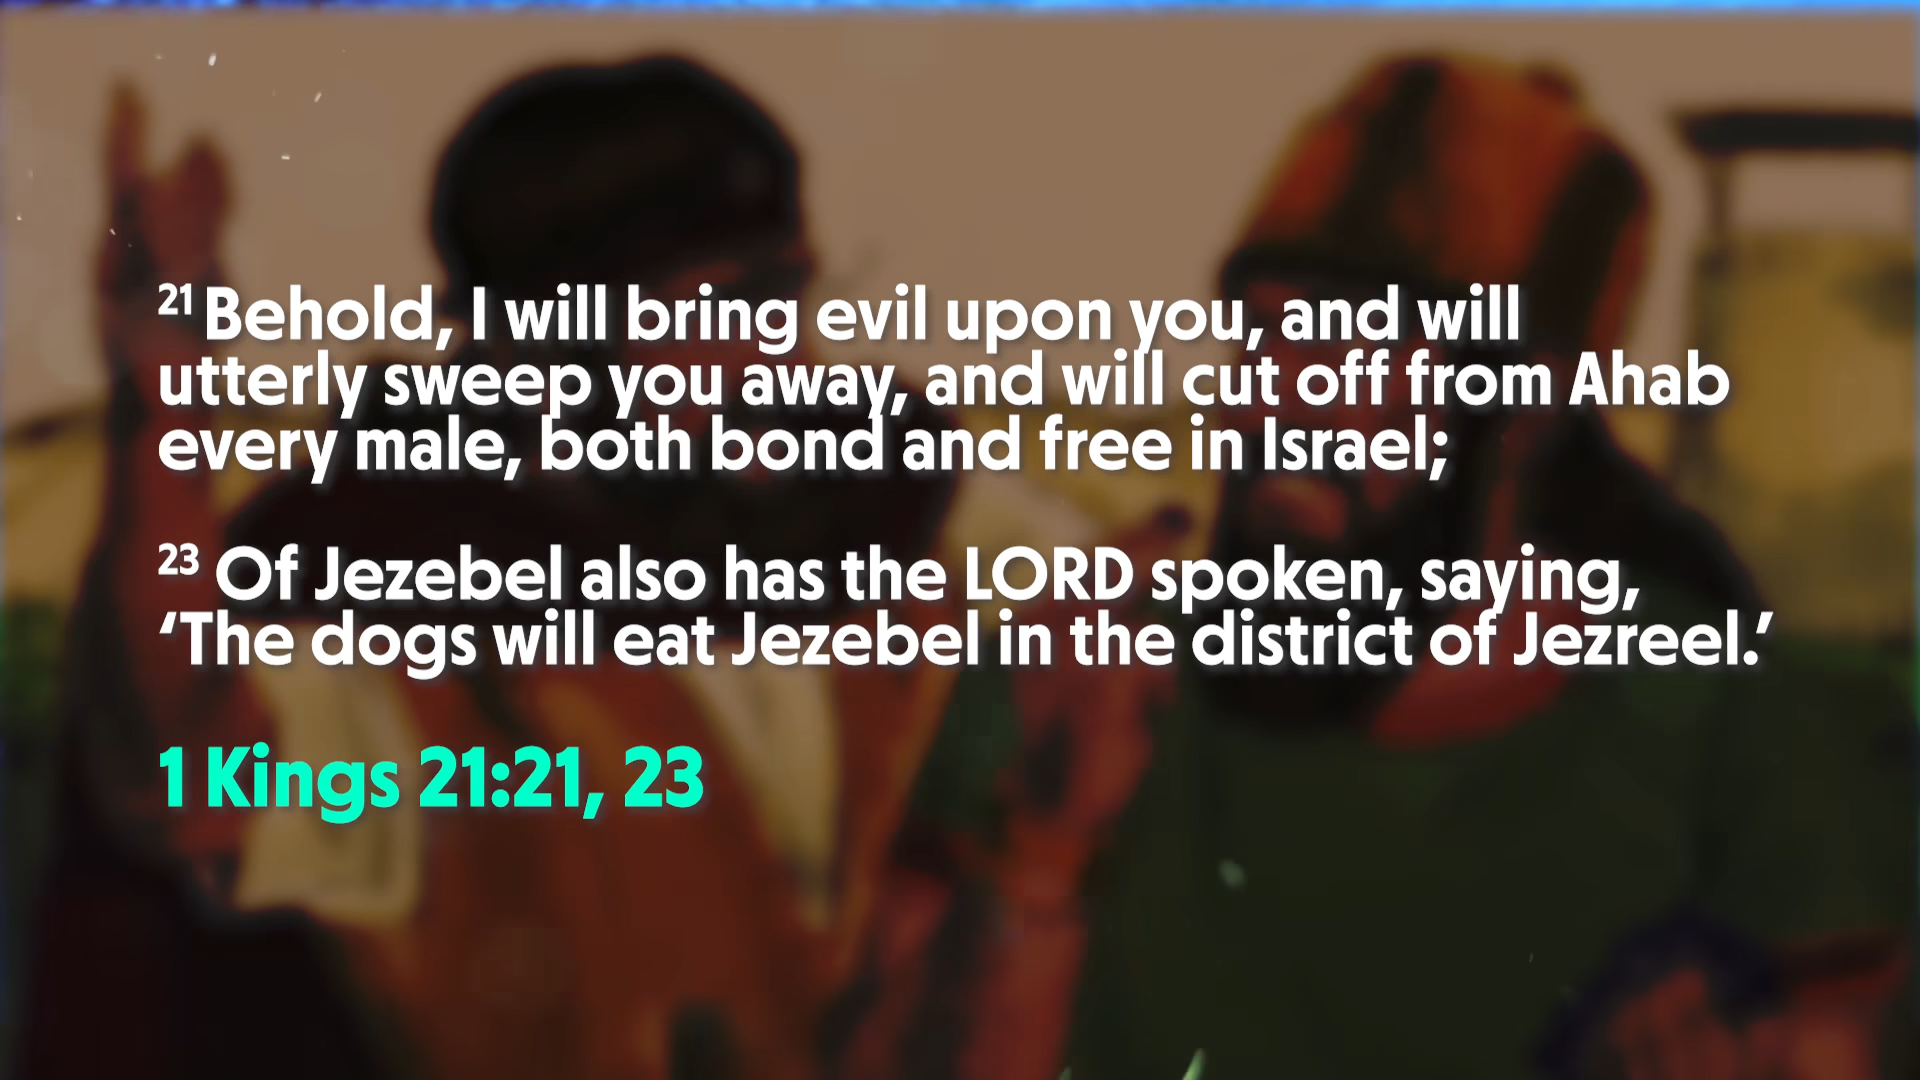 21 Behold, I will bring evil upon you, and will
utterly sweep you away, and will cut off from Ahab
every male, both bond and free in Israel;
23 Of Jezebel also has the LORD spoken, saying,
‘The dogs will eat Jezebel in the district of Jezreel.’
1 Kings 21:21, 23